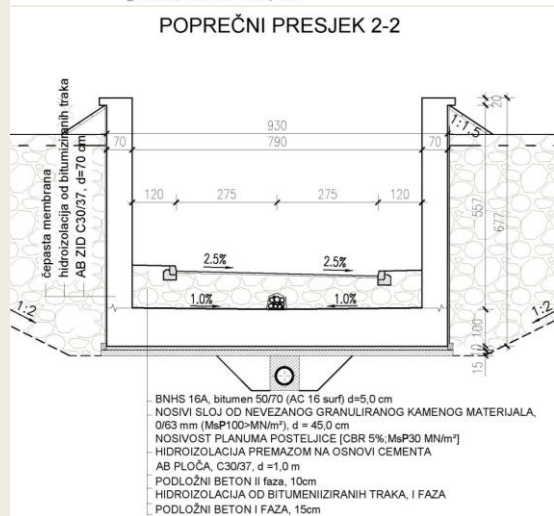 POPREČNI PRESJEK 2-2
čepasta membrana
hidroizolacija od bitumiziranih traka
AB ZID C30/37, d=70 cm
930
70
790
70
120
275
275
120
2.5%
2.5%
1.0%
1.0%
1:1.5
1:2
1:2
20
557
677
100
10
15
BNHS 16A, bitumen 50/70 (AC 16 surf) d=5,0 cm
NOSIVI SLOJ OD NEVEZANOG GRANULIRANOG KAMENOG MATERIJALA,
0/63 mm (MsP100>MN/m²), d = 45,0 cm
NOSIVOST PLANUMA POSTELJICE [CBR 5%;MsP30 MN/m²]
HIDROIZOLACIJA PREMAZOM NA OSNOVI CEMENTA
AB PLOČA, C30/37, d =1,0 m
PODLOŽNI BETON II faza, 10cm
HIDROIZOLACIJA OD BITUMENIIZIRANIH TRAKA, I FAZA
PODLOŽNI BETON I FAZA, 15cm